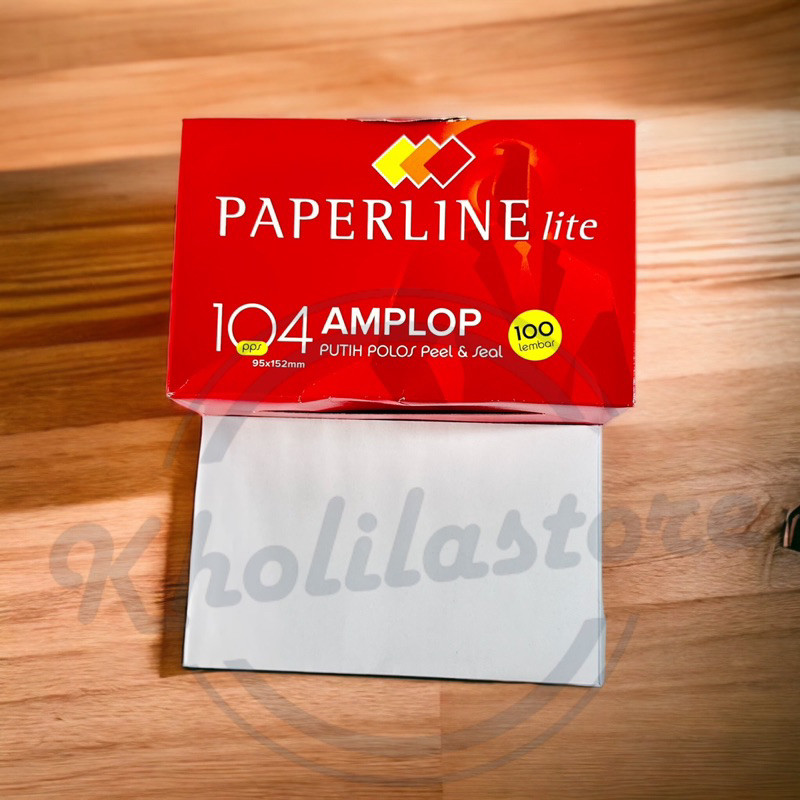 PAPERLINE lite
104 AMPLOP
pps
PUTIH POLOS Peel & Seal
95x152mm
100
lembar
Kholilastore